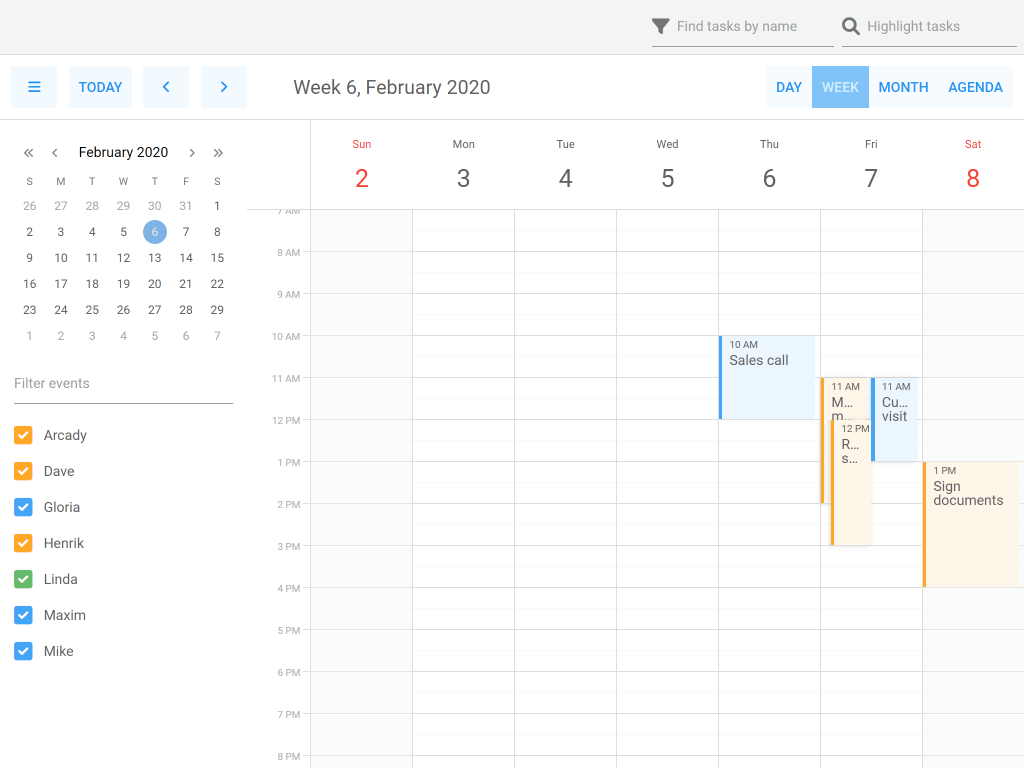 Find tasks by name
Highlight tasks
TODAY
Week 6, February 2020
DAY
WEEK
MONTH
AGENDA
February 2020
S M T W T F S
26 27 28 29 30 31 1
2 3 4 5 6 7 8
9 10 11 12 13 14 15
16 17 18 19 20 21 22
23 24 25 26 27 28 29
1 2 3 4 5 6 7
Filter events
Arcady
Dave
Gloria
Henrik
Linda
Maxim
Mike
Sun Mon Tue Wed Thu Fri Sat
2 3 4 5 6 7 8
7 AM
8 AM
9 AM
10 AM
11 AM
12 PM
1 PM
2 PM
3 PM
4 PM
5 PM
6 PM
7 PM
8 PM
10 AM
Sales call
11 AM
M...
m...
12 PM
R...
s...
11 AM
Cu...
visit
1 PM
Sign
documents